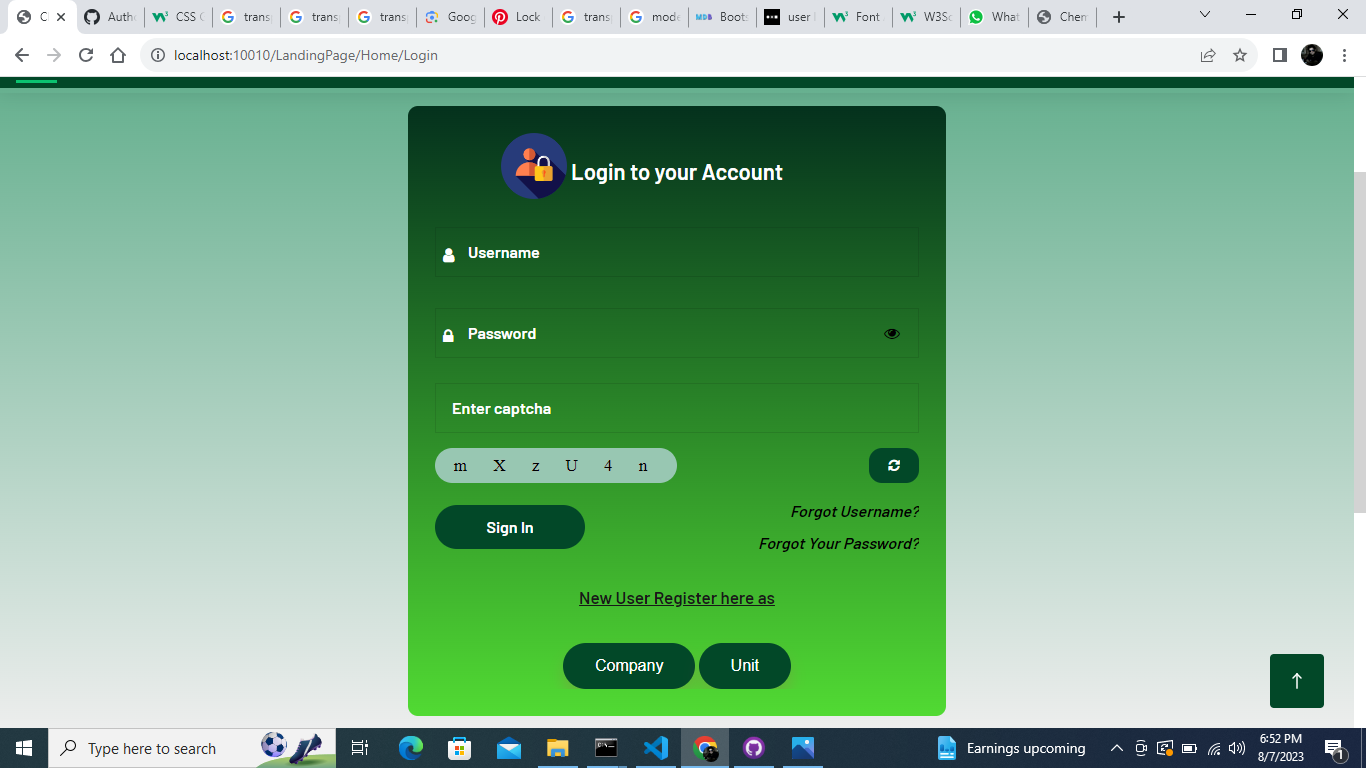 C
Auth
CSS
trans
trans
trans
Goog
Lock
trans
mode
MDB Boots
user
Font
W3Sc
What
Chem
localhost:10010/LandingPage/Home/Login
Login to your Account
Username
Password
Enter captcha
m X z U 4 n
Sign In
Forgot Username?
Forgot Your Password?
New User Register here as
Company Unit
Type here to search
Earnings upcoming
6:52 PM
8/7/2023
1